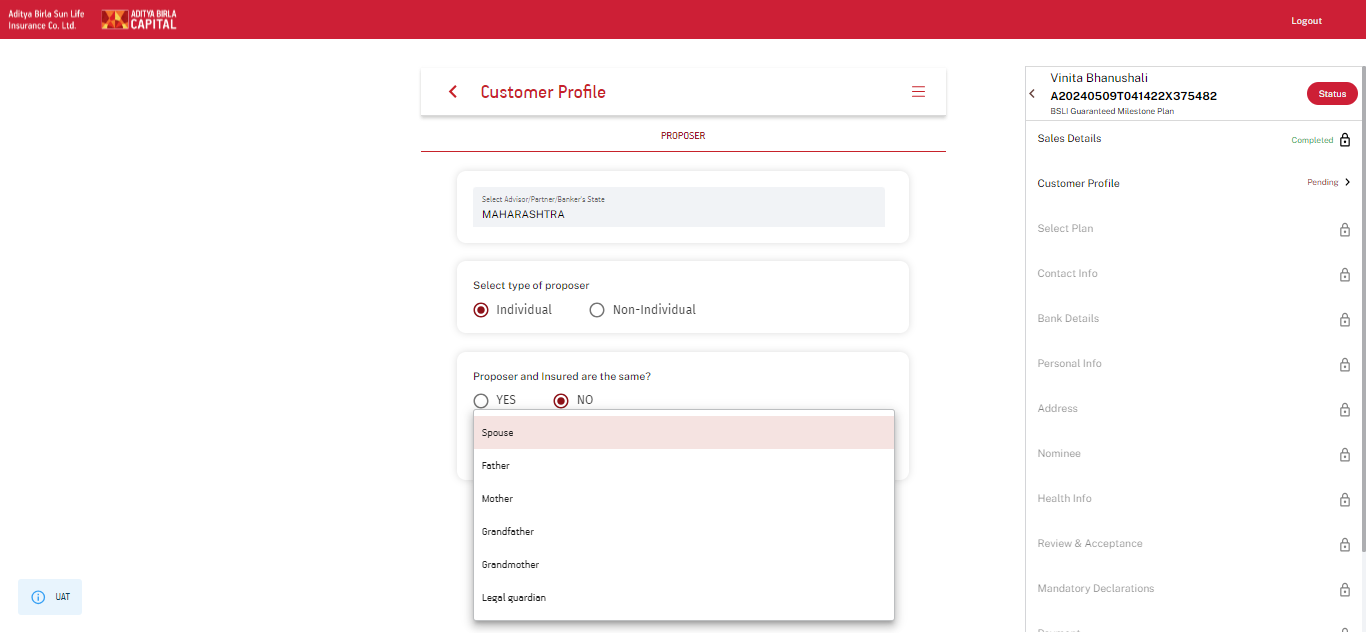 Aditya Birla Sun Life
Insurance Co. Ltd.
ADITYA BIRLA
CAPITAL
Logout
Customer Profile
PROPOSER
Select Advisor/Partner/Banker's State
MAHARASHTRA
Select type of proposer
Individual
Non-Individual
Proposer and Insured are the same?
YES
NO
Spouse
Father
Mother
Grandfather
Grandmother
Legal guardian
UAT
Vinita Bhanushali
A20240509T041422X375482
BSLI Guaranteed Milestone Plan
Status
Sales Details
Completed
Customer Profile
Pending
Select Plan
Contact Info
Bank Details
Personal Info
Address
Nominee
Health Info
Review & Acceptance
Mandatory Declarations